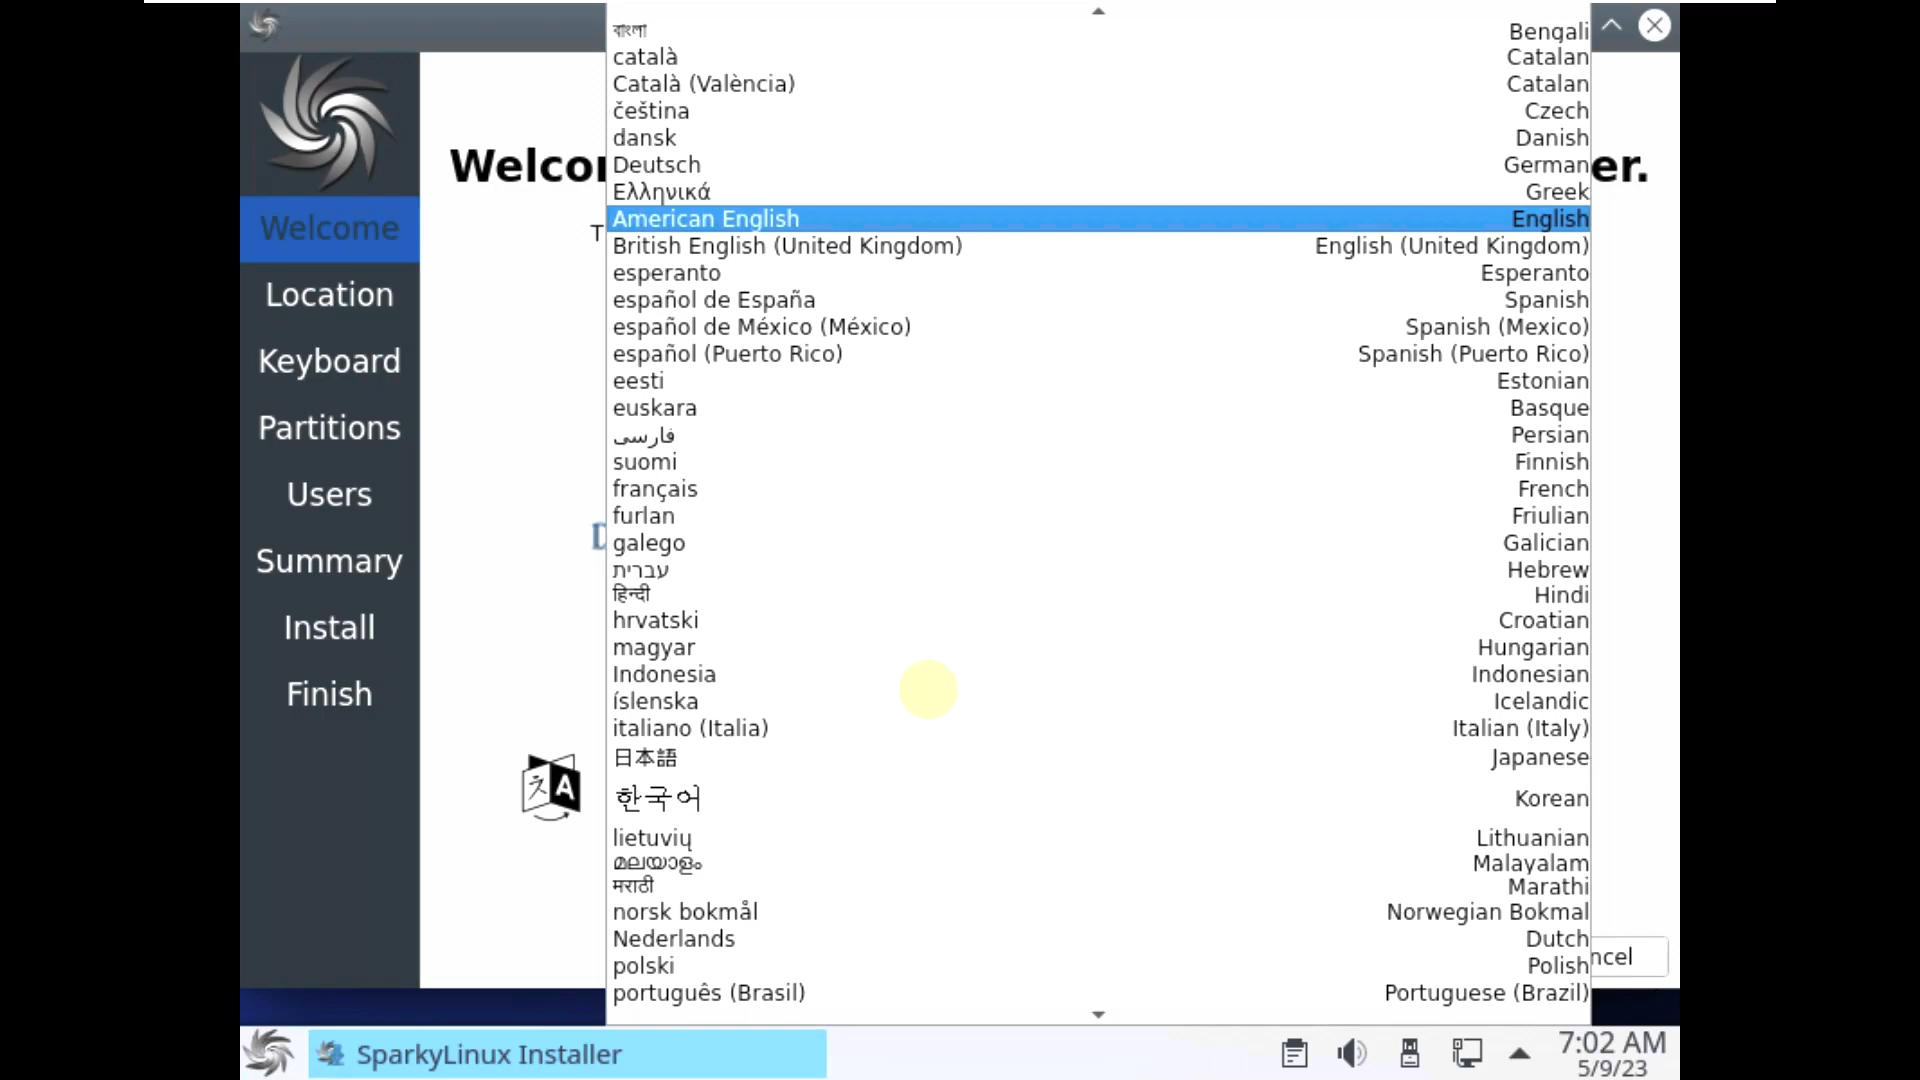 Welcome
Location
Keyboard
Partitions
Users
Summary
Install
Finish
বাংলা Bengali
català Catalan
Català (València) Catalan
čeština Czech
dansk Danish
Deutsch German
Ελληνικά Greek
American English English
British English (United Kingdom) English (United Kingdom)
esperanto Esperanto
español de España Spanish
español de México (México) Spanish (Mexico)
español (Puerto Rico) Spanish (Puerto Rico)
eesti Estonian
euskara Basque
فارسی Persian
suomi Finnish
français French
furlan Friulian
galego Galician
עברית Hebrew
हिन्दी Hindi
hrvatski Croatian
magyar Hungarian
Indonesia Indonesian
íslenska Icelandic
italiano (Italia) Italian (Italy)
日本語 Japanese
한국어 Korean
lietuvių Lithuanian
മലയാളം Malayalam
मराठी Marathi
norsk bokmål Norwegian Bokmal
Nederlands Dutch
polski Polish
português (Brasil) Portuguese (Brazil)
SparkyLinux Installer
7:02 AM
5/9/23